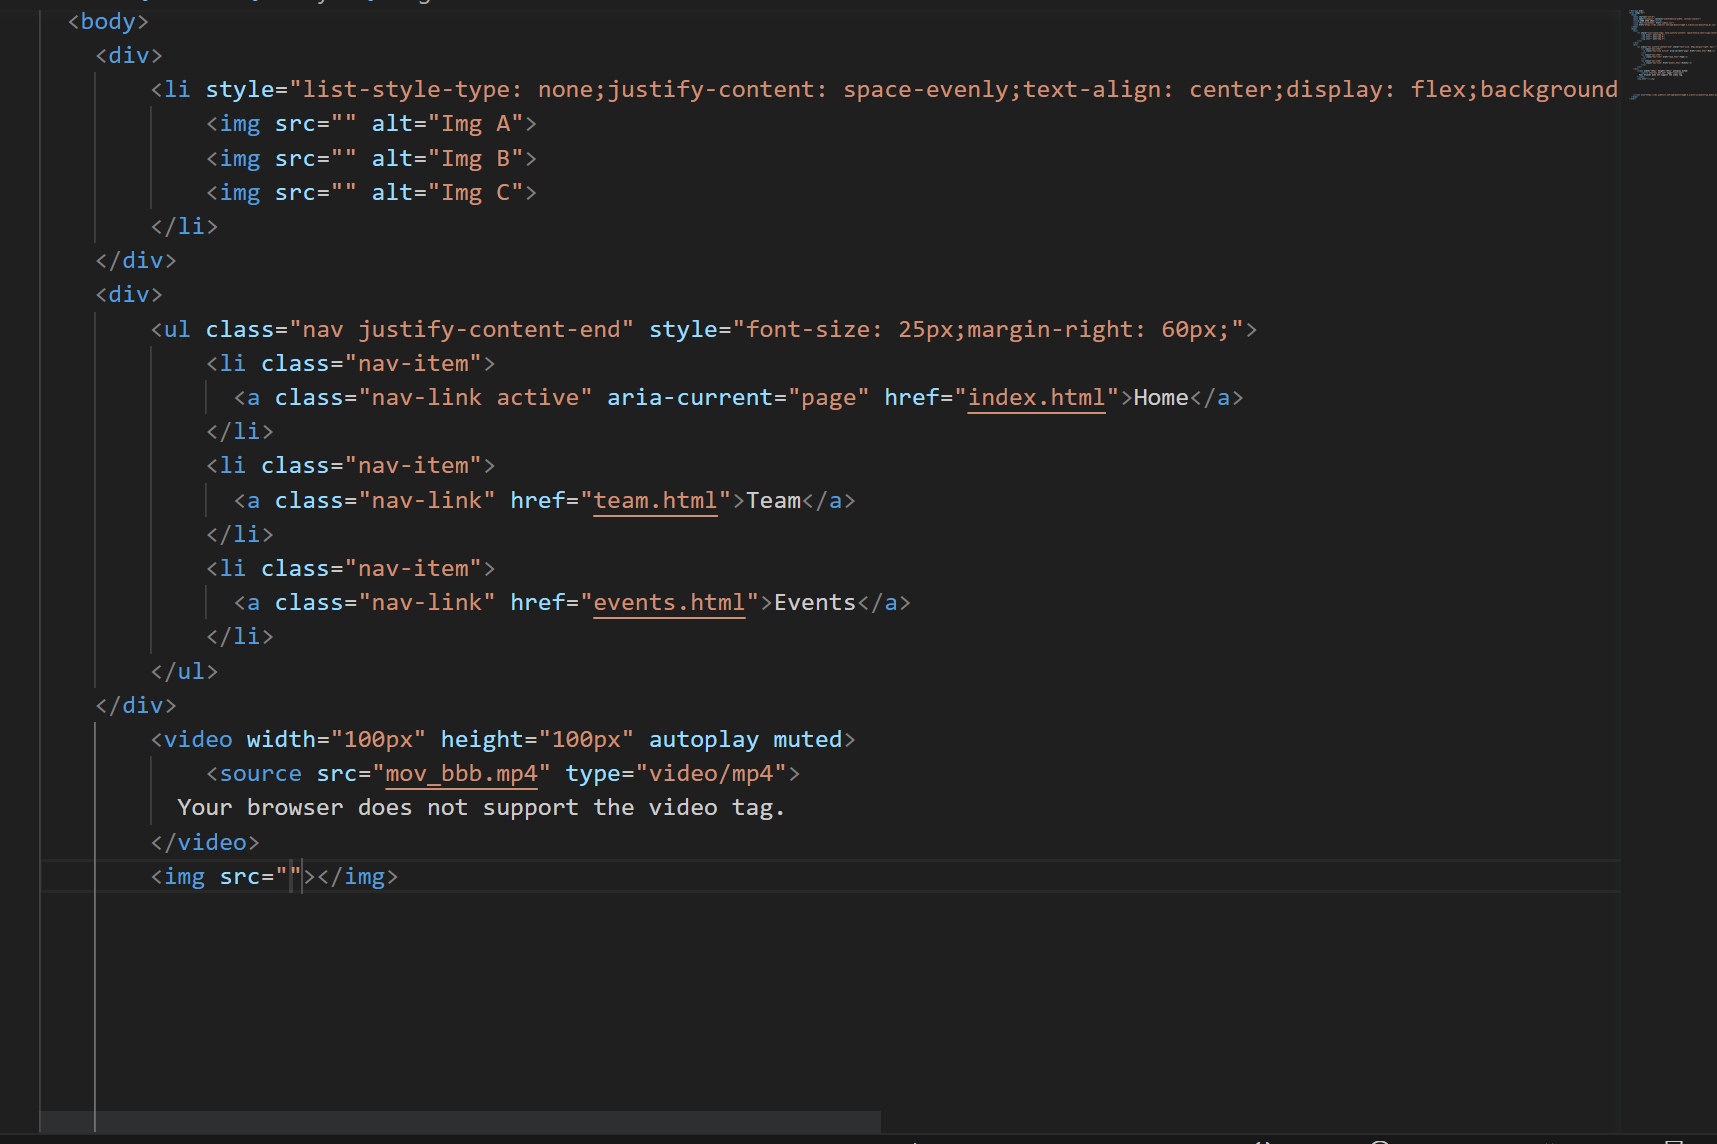 <body>
<div>
<li style="list-style-type: none;justify-content: space-evenly;text-align: center;display: flex;background
<img src="" alt="Img A">
<img src="" alt="Img B">
<img src="" alt="Img C">
</li>
</div>
<div>
<ul class="nav justify-content-end" style="font-size: 25px;margin-right: 60px;">
<li class="nav-item">
<a class="nav-link active" aria-current="page" href="index.html">Home</a>
</li>
<li class="nav-item">
<a class="nav-link" href="team.html">Team</a>
</li>
<li class="nav-item">
<a class="nav-link" href="events.html">Events</a>
</li>
</ul>
</div>
<video width="100px" height="100px" autoplay muted>
<source src="mov_bbb.mp4" type="video/mp4">
Your browser does not support the video tag.
</video>
<img src=""></img>